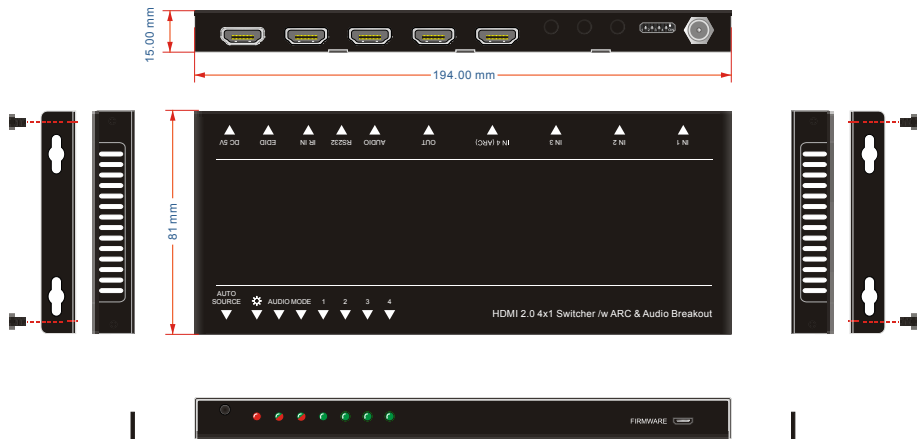 15.00 mm
194.00 mm
81 mm
DC 5V EDID IR IN RS232 AUDIO OUT IN 4 (ARC) IN 3 IN 2 IN 1
AUTO
SOURCE AUDIO MODE 1 2 3 4
HDMI 2.0 4x1 Switcher /w ARC & Audio Breakout
FIRMWARE